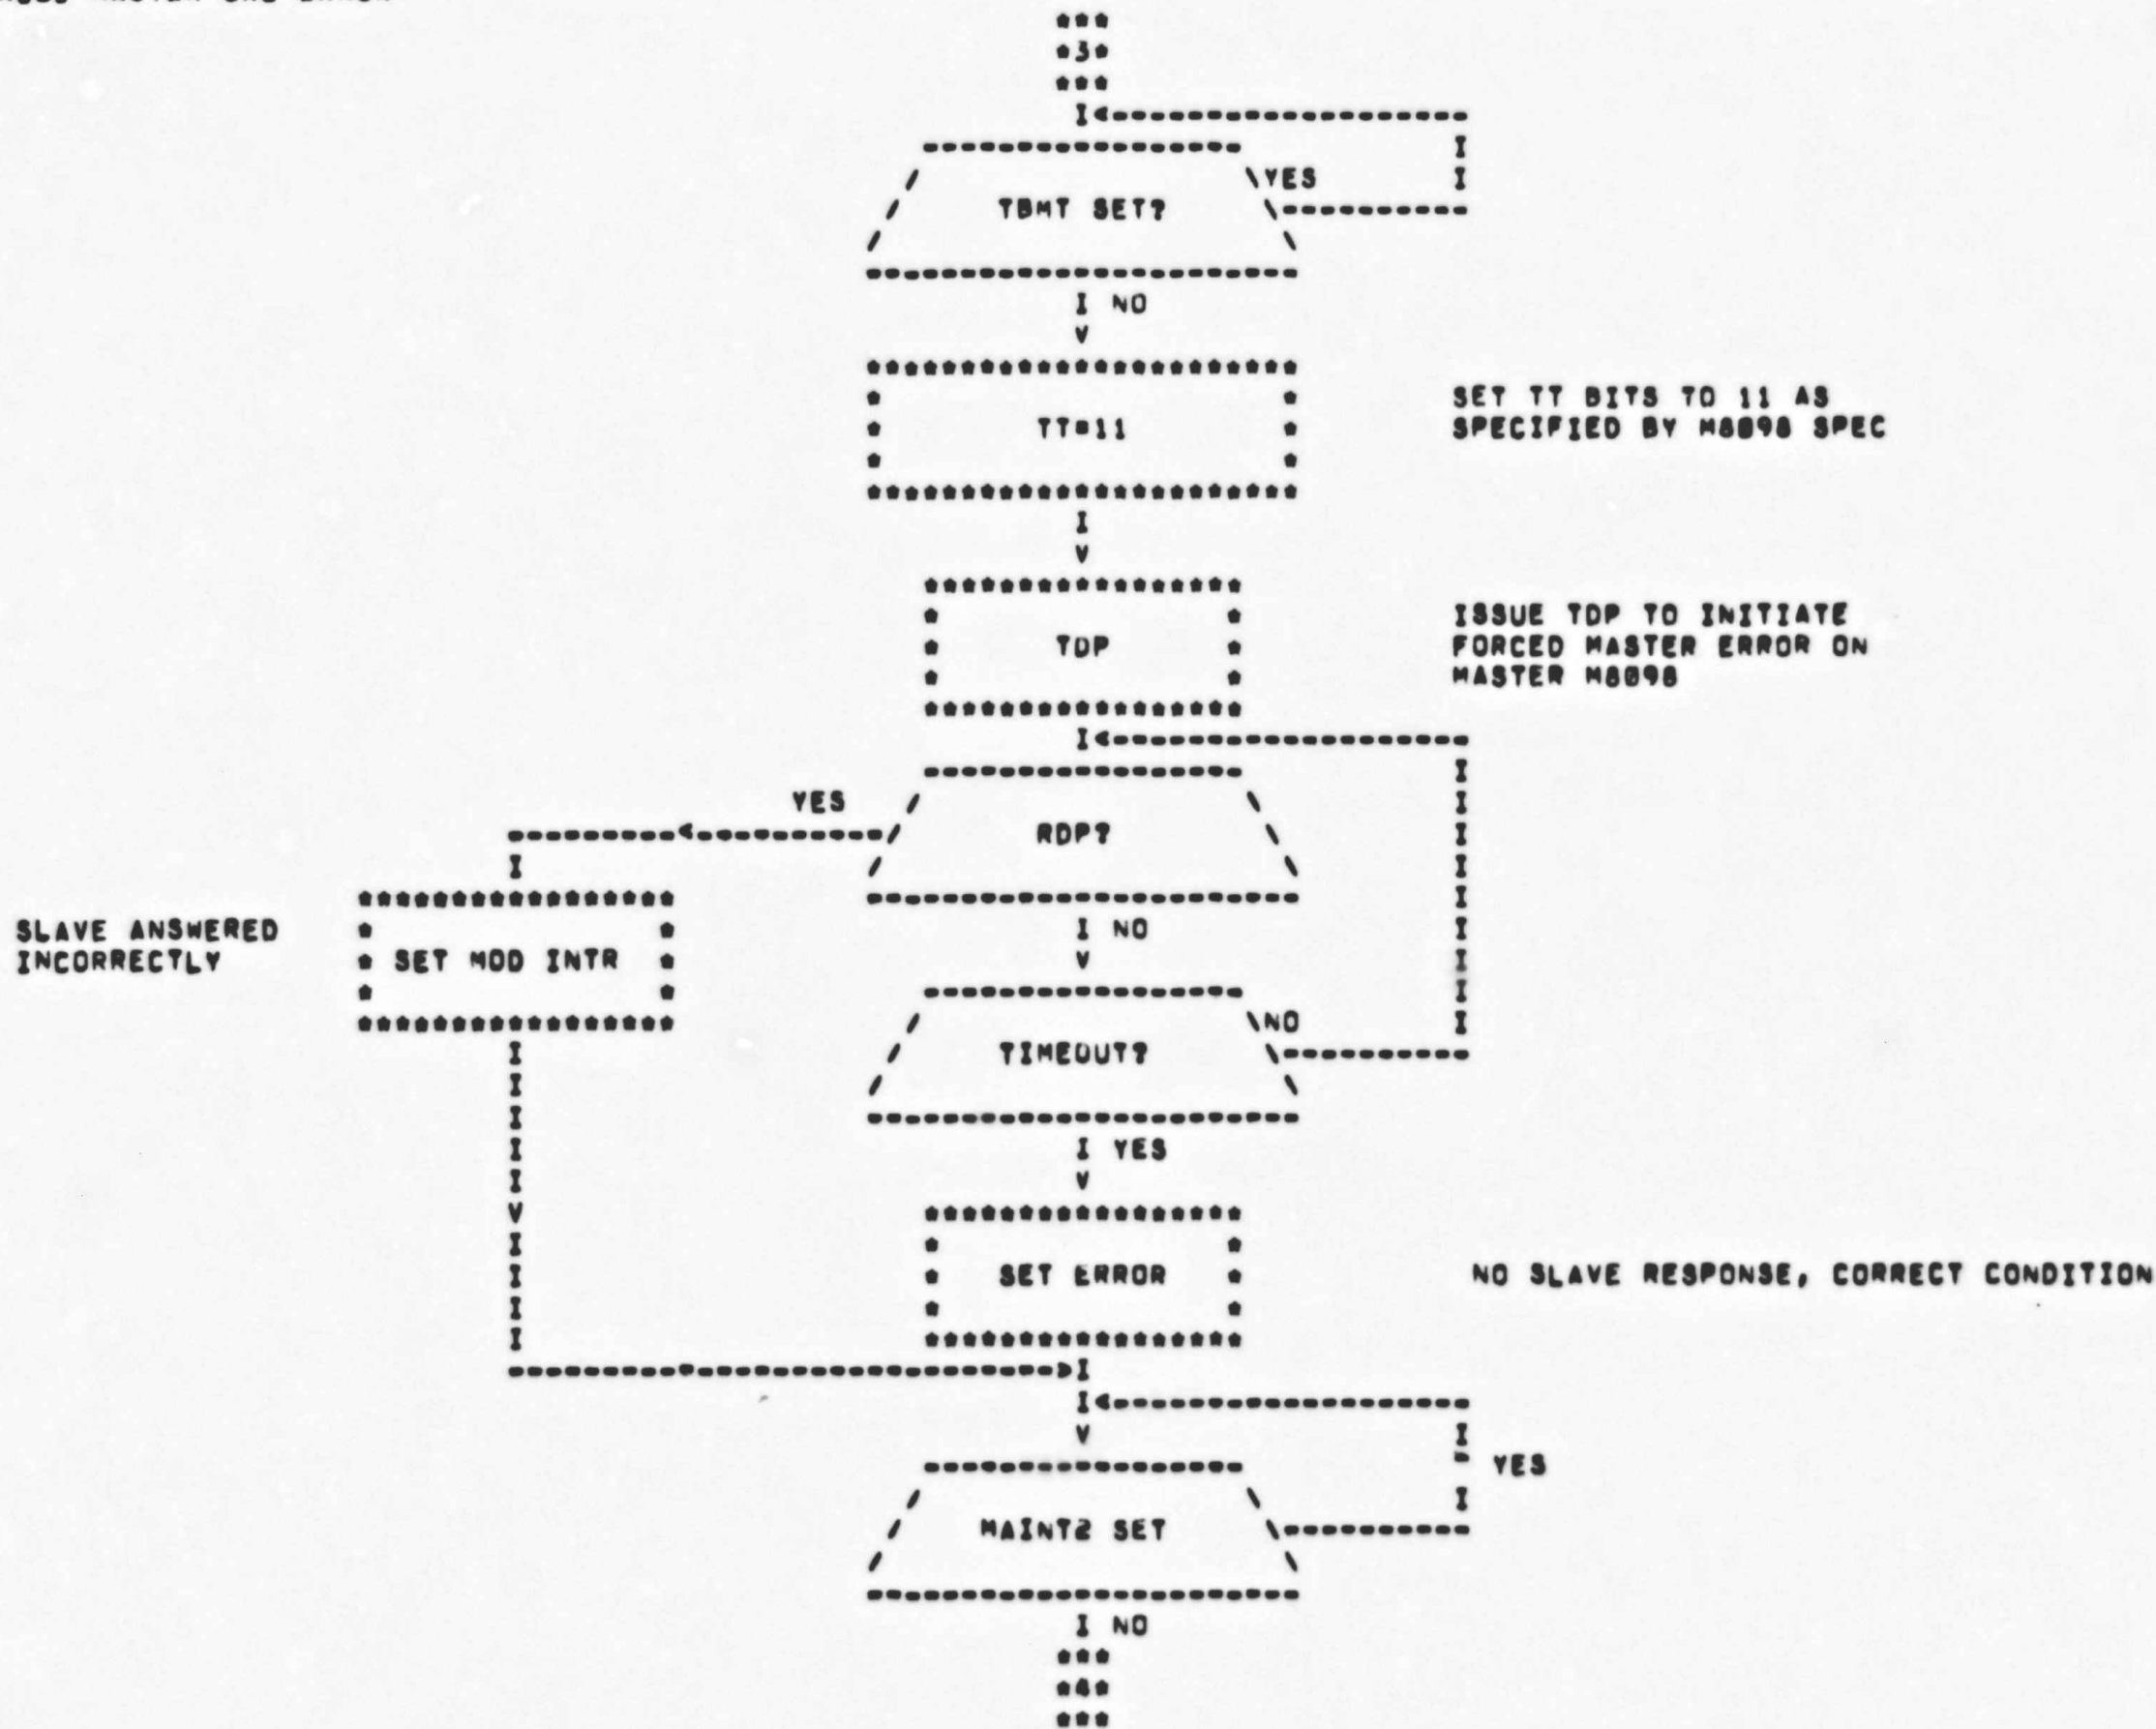 ***
*3*
***
YES
TBMT SET?
NO
TT=11
SET TT BITS TO 11 AS
SPECIFIED BY M8098 SPEC
TDP
ISSUE TDP TO INITIATE
FORCED MASTER ERROR ON
MASTER M8098
YES
RDP?
NO
SLAVE ANSWERED
INCORRECTLY
SET MOD INTR
NO
TIMEOUT?
YES
SET ERROR
NO SLAVE RESPONSE, CORRECT CONDITION
YES
MAINT2 SET
NO
***
*4*
***